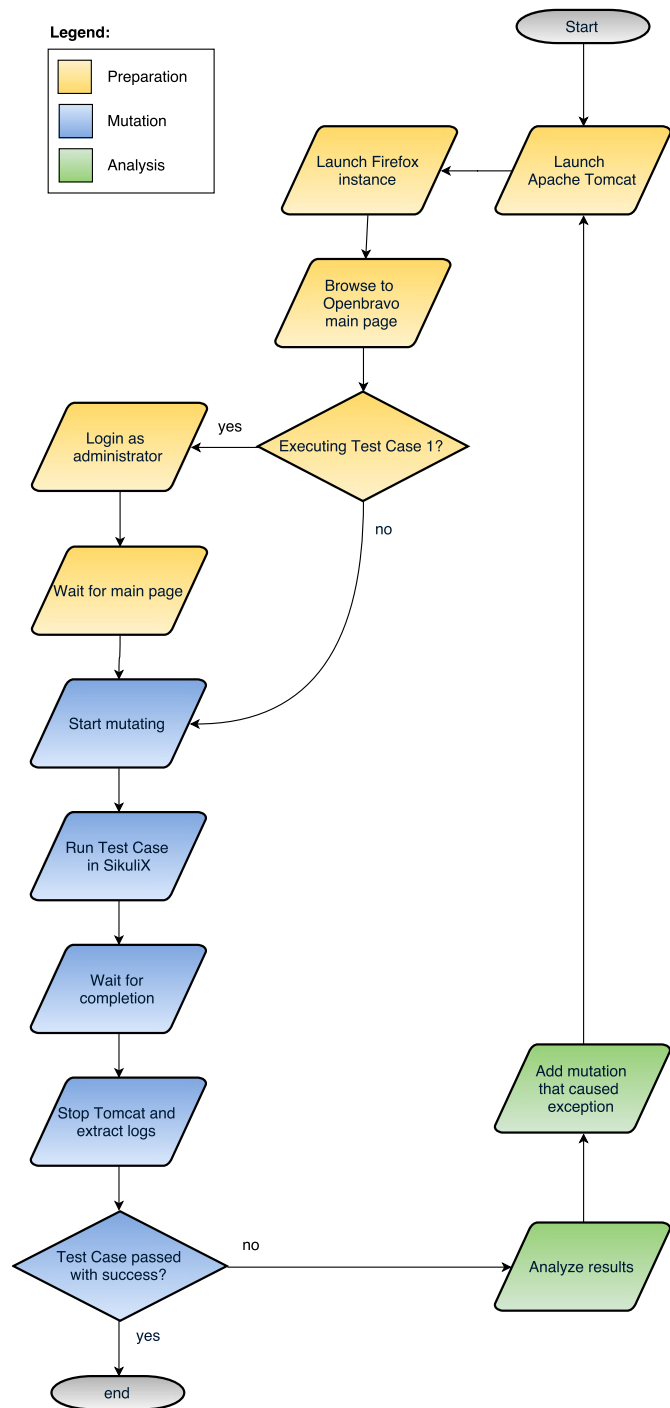 Legend:
Preparation
Mutation
Analysis
Start
Launch
Apache Tomcat
Launch Firefox
instance
Browse to
Openbravo
main page
Executing Test Case 1?
yes
no
Login as
administrator
Wait for main page
Start mutating
Run Test Case
in SikuliX
Wait for
completion
Stop Tomcat and
extract logs
Test Case passed
with success?
no
yes
end
Analyze results
Add mutation
that caused
exception